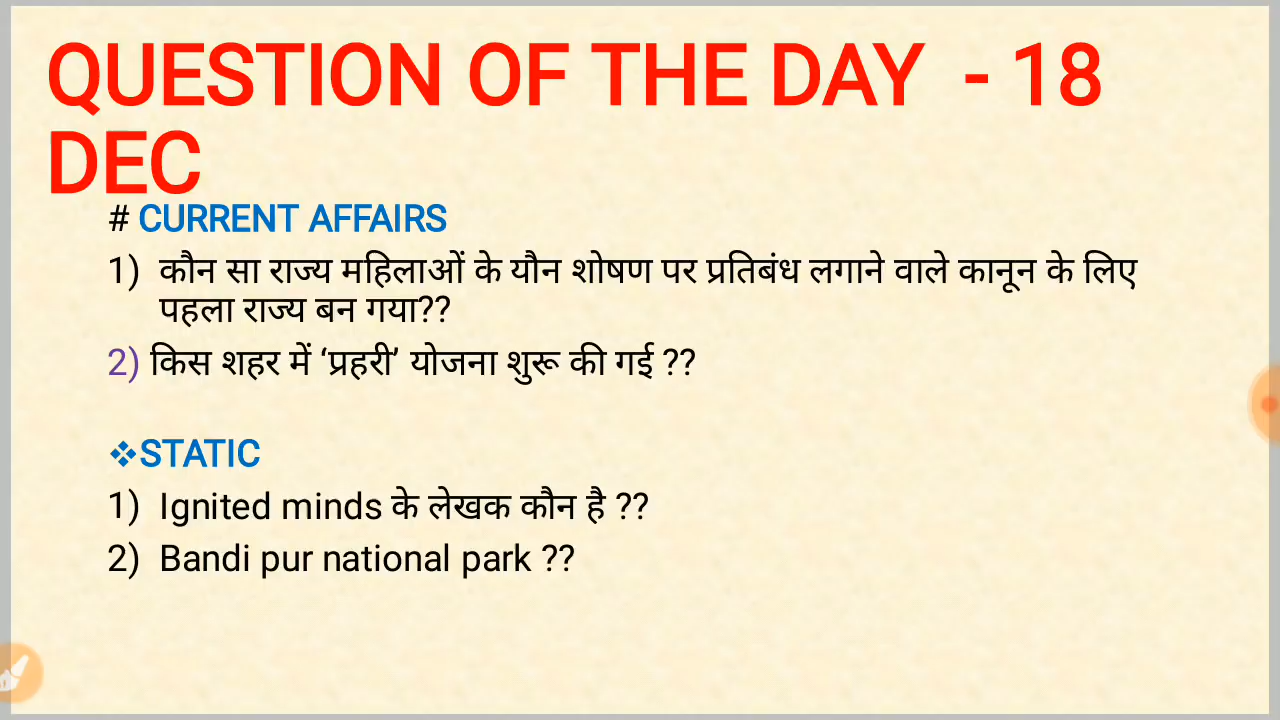 QUESTION OF THE DAY - 18
DEC
# CURRENT AFFAIRS
1) कौन सा राज्य महिलाओं के यौन शोषण पर प्रतिबंध लगाने वाले कानून के लिए
पहला राज्य बन गया??
2) किस शहर में ‘प्रहरी’ योजना शुरू की गई ??
❖STATIC
1) Ignited minds के लेखक कौन है ??
2) Bandi pur national park ??